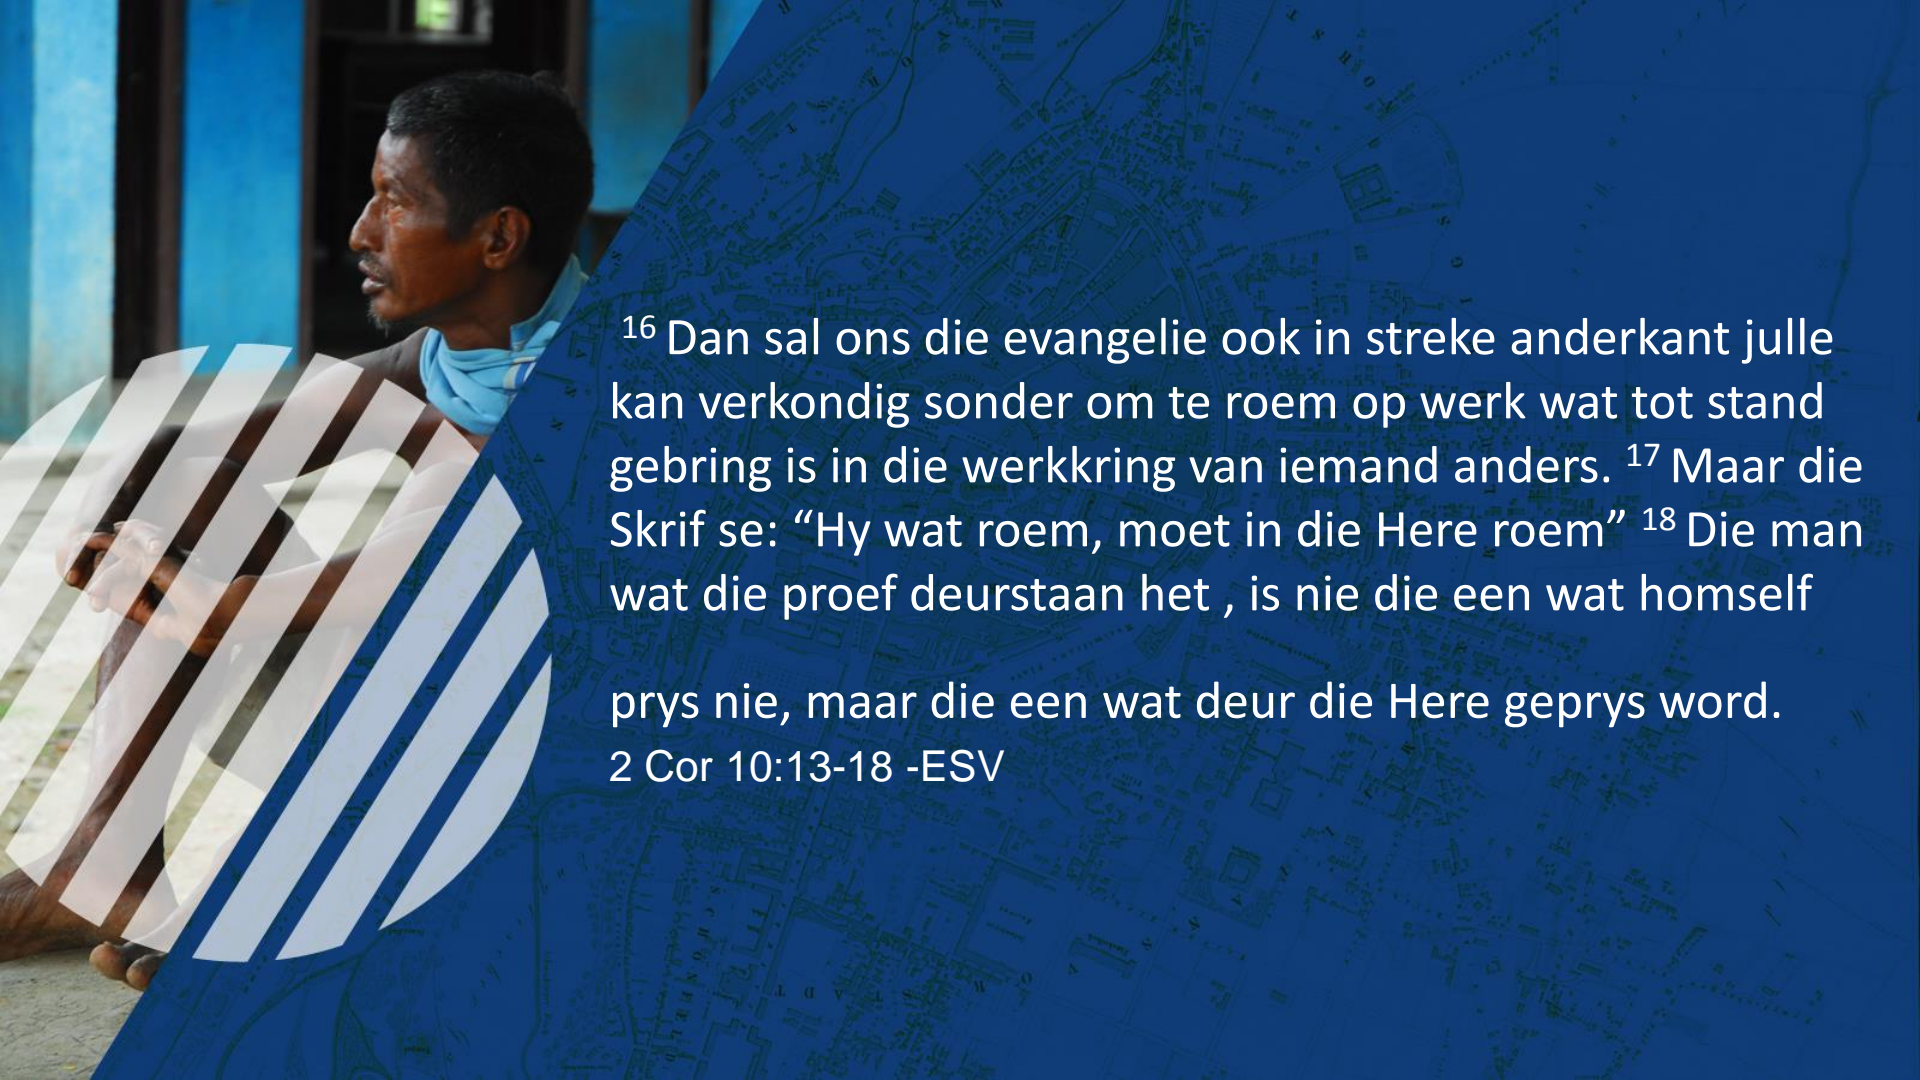 16 Dan sal ons die evangelie ook in streke anderkant julle
kan verkondig sonder om te roem op werk wat tot stand
gebring is in die werkkring van iemand anders. 17 Maar die
Skrif se: “Hy wat roem, moet in die Here roem” 18 Die man
wat die proef deurstaan het , is nie die een wat homself
prys nie, maar die een wat deur die Here geprys word.
2 Cor 10:13-18 -ESV